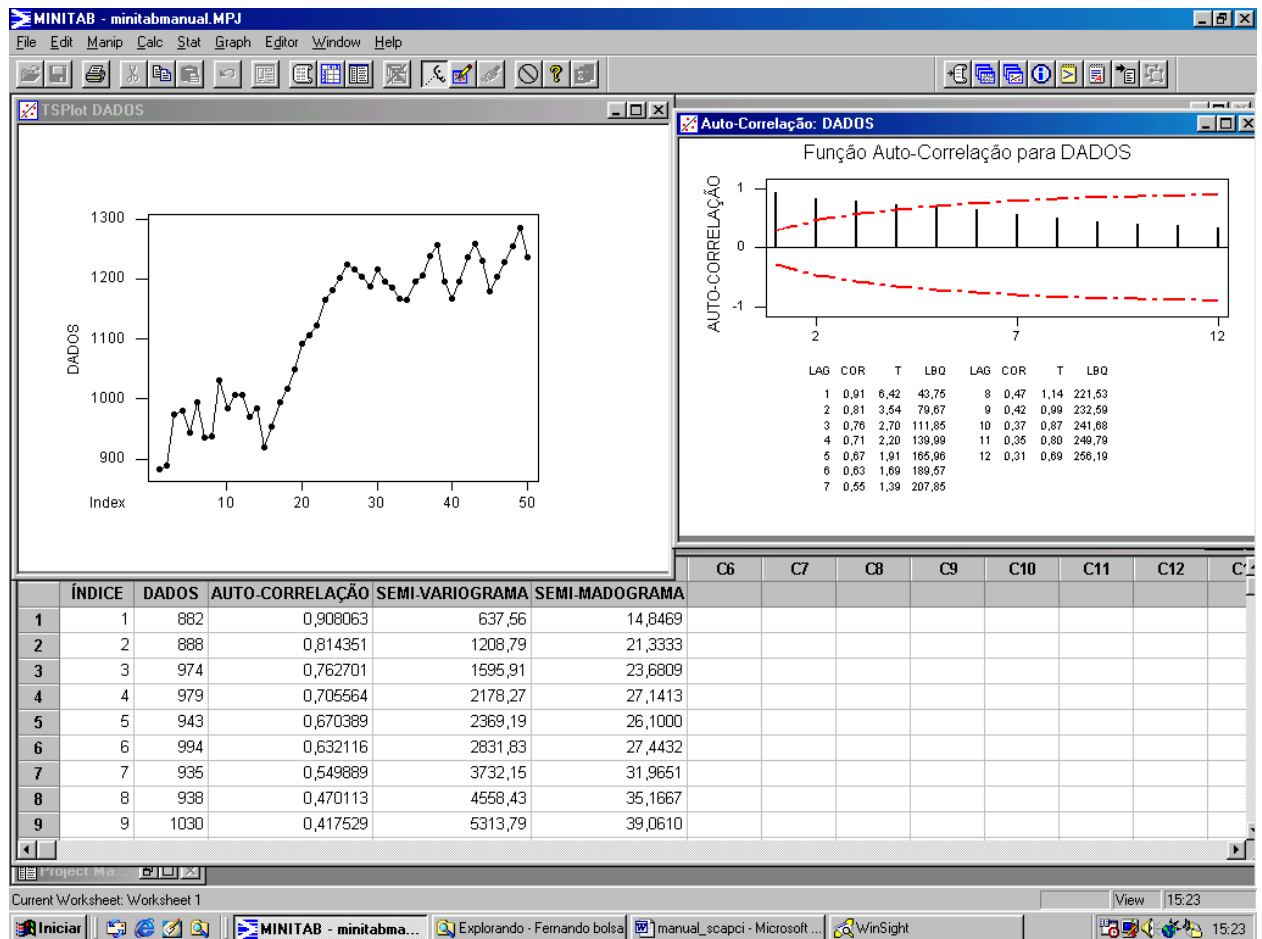 MINITAB - minitabmanual.MPJ
File Edit Manip Calc Stat Graph Editor Window Help
TSPlot DADOS
1300
1200
1100
1000
900
DADOS
Index 10 20 30 40 50
Auto-Correlação: DADOS
Função Auto-Correlação para DADOS
AUTO-CORRELAÇÃO
1
0
-1
2 7 12
LAG COR T LBQ LAG COR T LBQ
1 0,91 6,42 43,75 8 0,47 1,14 221,53
2 0,81 3,54 79,67 9 0,42 0,99 232,59
3 0,76 2,70 111,85 10 0,37 0,87 241,68
4 0,71 2,20 139,99 11 0,35 0,80 249,79
5 0,67 1,91 165,96 12 0,31 0,69 256,19
6 0,63 1,69 189,57
7 0,55 1,39 207,85
C6 C7 C8 C9 C10 C11 C12
ÍNDICE DADOS AUTO-CORRELAÇÃO SEMI-VARIOGRAMA SEMI-MADOGRAMA
1 1 882 0,908063 637,56 14,8469
2 2 888 0,814351 1208,79 21,3333
3 3 974 0,762701 1595,91 23,6809
4 4 979 0,705564 2178,27 27,1413
5 5 943 0,670389 2369,19 26,1000
6 6 994 0,632116 2831,83 27,4432
7 7 935 0,549889 3732,15 31,9651
8 8 938 0,470113 4558,43 35,1667
9 9 1030 0,417529 5313,79 39,0610
Project Ma...
Current Worksheet: Worksheet 1
View 15:23
Iniciar MINITAB - minitabma... Explorando - Fernando bolsa manual_scapci - Microsoft ... WinSight 15:23